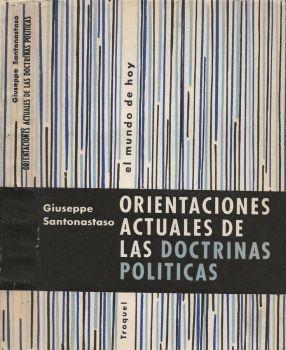 Giuseppe Santonastaso
ORIENTACIONES ACTUALES DE LAS DOCTRINAS POLITICAS
el mundo de hoy
Giuseppe
Santonastaso
ORIENTACIONES
ACTUALES DE
LAS DOCTRINAS
POLITICAS
Troquel